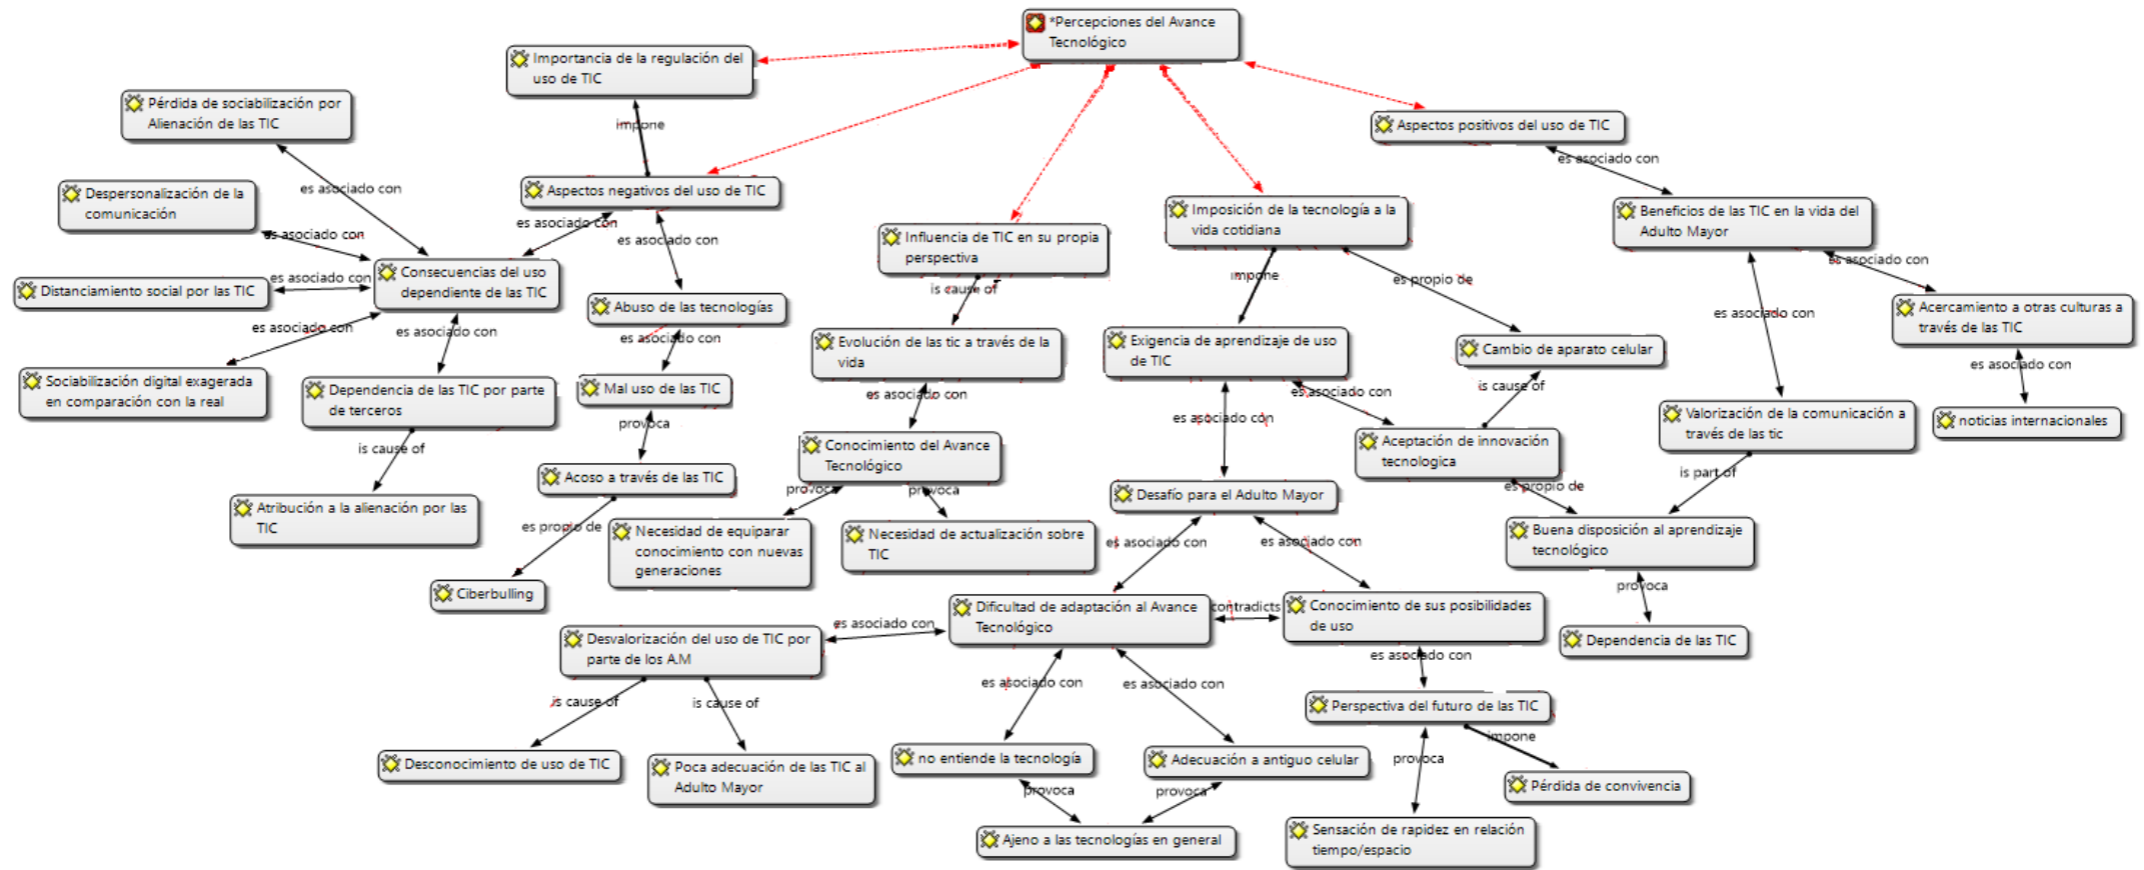 *Percepciones del Avance
Tecnológico
Importancia de la regulación del
uso de TIC
impone
Pérdida de sociabilización por
Alienación de las TIC
Aspectos positivos del uso de TIC
es asociado con
es asociado con
Despersonalización de la
comunicación
Aspectos negativos del uso de TIC
es asociado con
es asociado con
es asociado con
Influencia de TIC en su propia
perspectiva
is cause of
Imposición de la tecnología a la
vida cotidiana
impone
es propio de
Beneficios de las TIC en la vida del
Adulto Mayor
es asociado con
es asociado con
Distanciamiento social por las TIC
es asociado con
Consecuencias del uso
dependiente de las TIC
es asociado con
es asociado con
Abuso de las tecnologías
es asociado con
Acercamiento a otras culturas a
través de las TIC
es asociado con
Evolución de las tic a través de la
vida
es asociado con
Exigencia de aprendizaje de uso
de TIC
es asociado con
es asociado con
Cambio de aparato celular
is cause of
Sociabilización digital exagerada
en comparación con la real
Dependencia de las TIC por parte
de terceros
is cause of
Mal uso de las TIC
provoca
Conocimiento del Avance
Tecnológico
provoca
provoca
Aceptación de innovación
tecnologica
es propio de
Valorización de la comunicación a
través de las tic
is part of
noticias internacionales
Acoso a través de las TIC
es propio de
Desafío para el Adulto Mayor
es asociado con
es asociado con
Atribución a la alienación por las
TIC
Necesidad de equiparar
conocimiento con nuevas
generaciones
Necesidad de actualización sobre
TIC
Buena disposición al aprendizaje
tecnológico
provoca
Ciberbulling
Dificultad de adaptación al Avance
Tecnológico
contradicts
Conocimiento de sus posibilidades
de uso
es asociado con
Desvalorización del uso de TIC por
parte de los A.M
es asociado con
is cause of
is cause of
es asociado con
es asociado con
Dependencia de las TIC
Perspectiva del futuro de las TIC
provoca
impone
Desconocimiento de uso de TIC
Poca adecuación de las TIC al
Adulto Mayor
no entiende la tecnología
provoca
Adecuación a antiguo celular
provoca
Pérdida de convivencia
Ajeno a las tecnologías en general
Sensación de rapidez en relación
tiempo/espacio